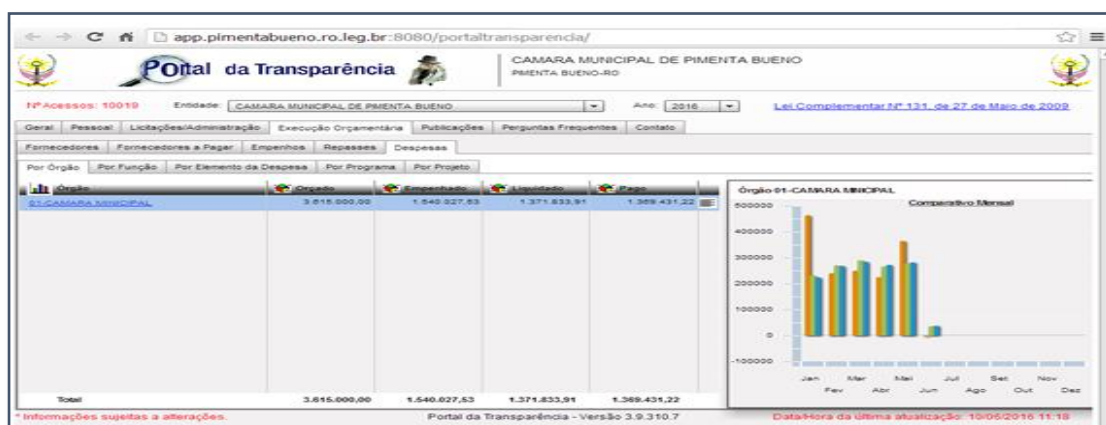 app.pimentabueno.ro.leg.br:8080/portaltransparencia/
Portal da Transparência
CAMARA MUNICIPAL DE PIMENTA BUENO
PIMENTA BUENO-RO
Nº Acessos: 10019 Entidade: CAMARA MUNICIPAL DE PIMENTA BUENO Ano: 2016 Lei Complementar Nº 131, de 27 de Maio de 2009
Geral Pessoal Licitações/Administração Execução Orçamentária Publicações Perguntas Frequentes Contato
Fornecedores Fornecedores a Pagar Empenhos Repasses Despesas
Por Órgão Por Função Por Elemento da Despesa Por Programa Por Projeto
Órgão Orçado Empenhado Liquidado Pago
01-CAMARA MINICIPAL 3.615.000,00 1.540.027,53 1.371.833,91 1.369.431,22
Total 3.615.000,00 1.540.027,53 1.371.833,91 1.369.431,22
Órgão 01-CAMARA MINICIPAL
Comparativo Mensal
500000
400000
300000
200000
100000
0
-100000
Jan Mar Mai Jul Set Nov
Fev Abr Jun Ago Out Dez
* Informações sujeitas a alterações. Portal da Transparência - Versão 3.9.310.7 Data/Hora da última atualização: 10/06/2016 11:18